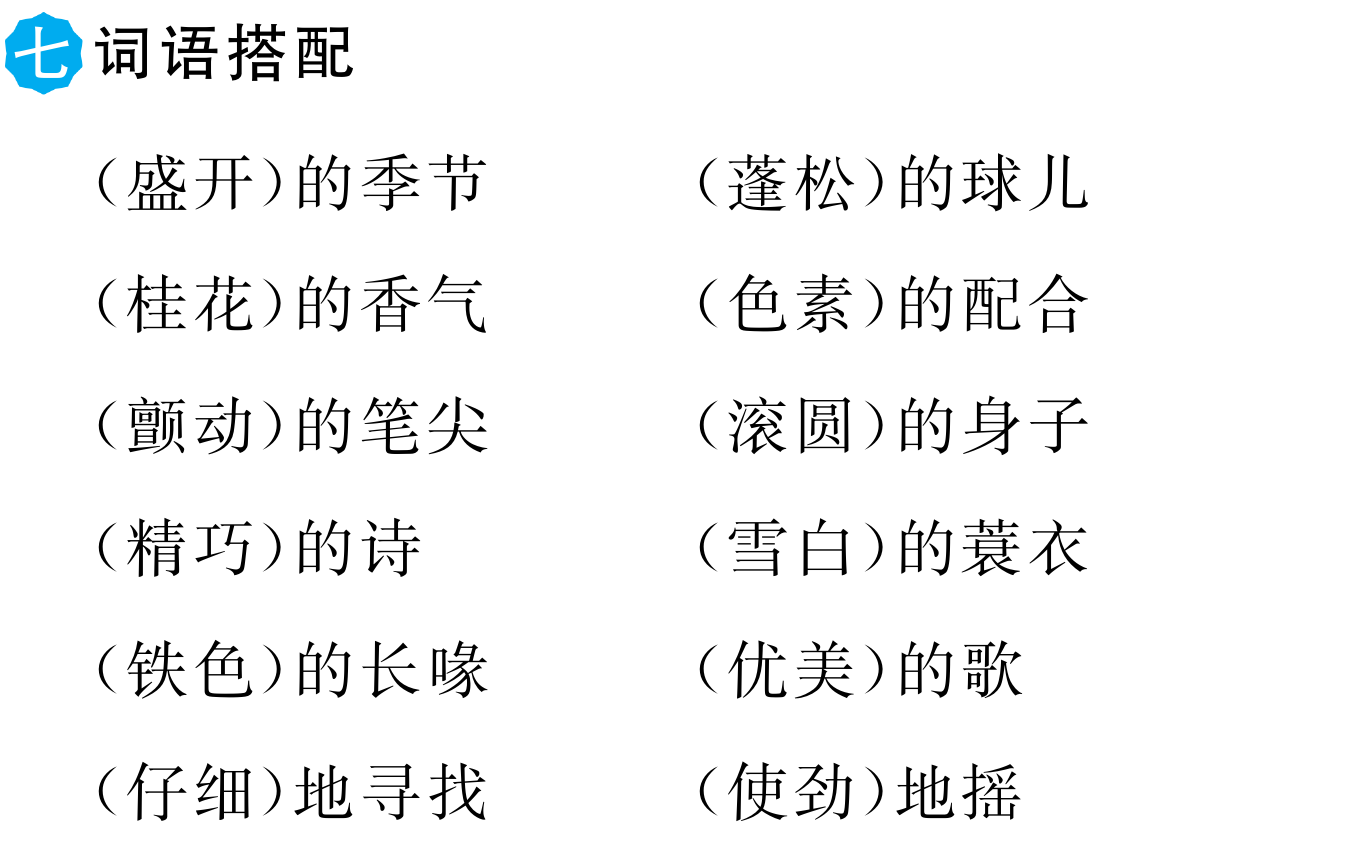 七 词语搭配
（盛开）的季节 （蓬松）的球儿
（桂花）的香气 （色素）的配合
（颤动）的笔尖 （滚圆）的身子
（精巧）的诗 （雪白）的蓑衣
（铁色）的长喙 （优美）的歌
（仔细）地寻找 （使劲）地摇